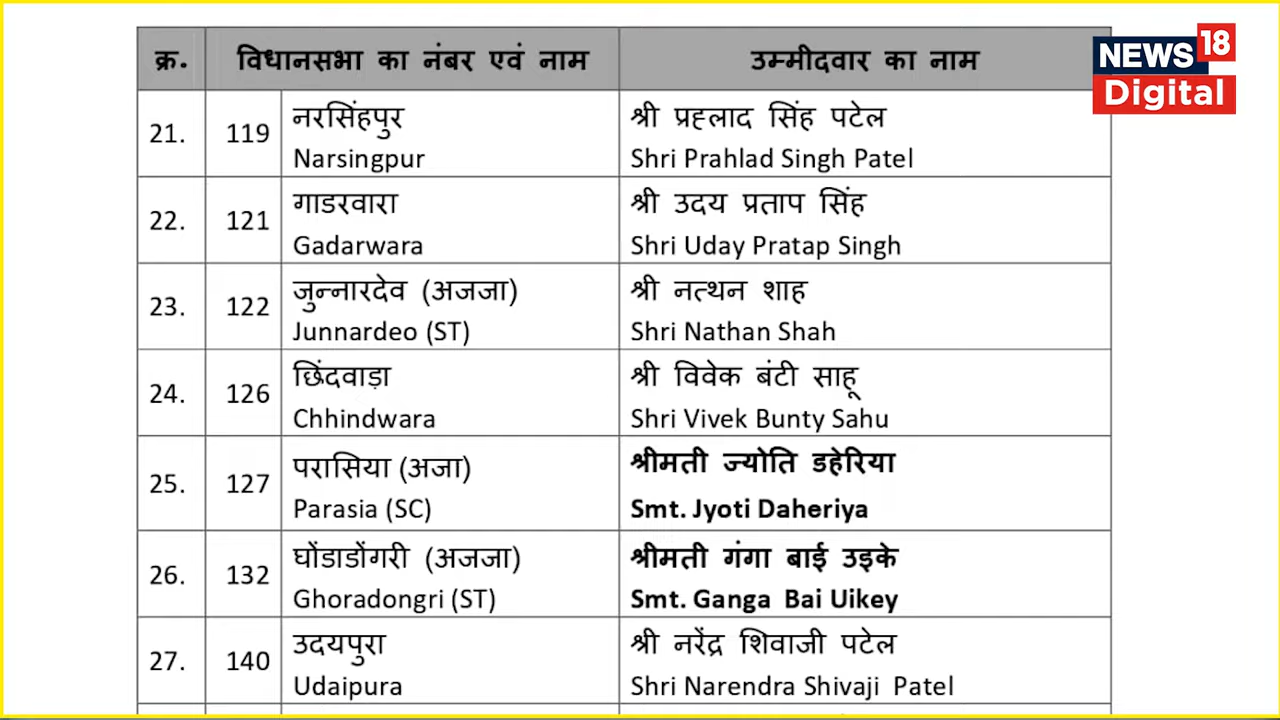 क्र. विधानसभा का नंबर एवं नाम उम्मीदवार का नाम
NEWS 18
Digital
21. 119 नरसिंहपुर श्री प्रह्लाद सिंह पटेल
Narsingpur Shri Prahlad Singh Patel
22. 121 गाडरवारा श्री उदय प्रताप सिंह
Gadarwara Shri Uday Pratap Singh
23. 122 जुन्नारदेव (अजजा) श्री नत्थन शाह
Junnardeo (ST) Shri Nathan Shah
24. 126 छिंदवाड़ा श्री विवेक बंटी साहू
Chhindwara Shri Vivek Bunty Sahu
25. 127 परासिया (अजा) श्रीमती ज्योति डहेरिया
Parasia (SC) Smt. Jyoti Daheriya
26. 132 घोंडाडोंगरी (अजजा) श्रीमती गंगा बाई उइके
Ghoradongri (ST) Smt. Ganga Bai Uikey
27. 140 उदयपुरा श्री नरेंद्र शिवाजी पटेल
Udaipura Shri Narendra Shivaji Patel